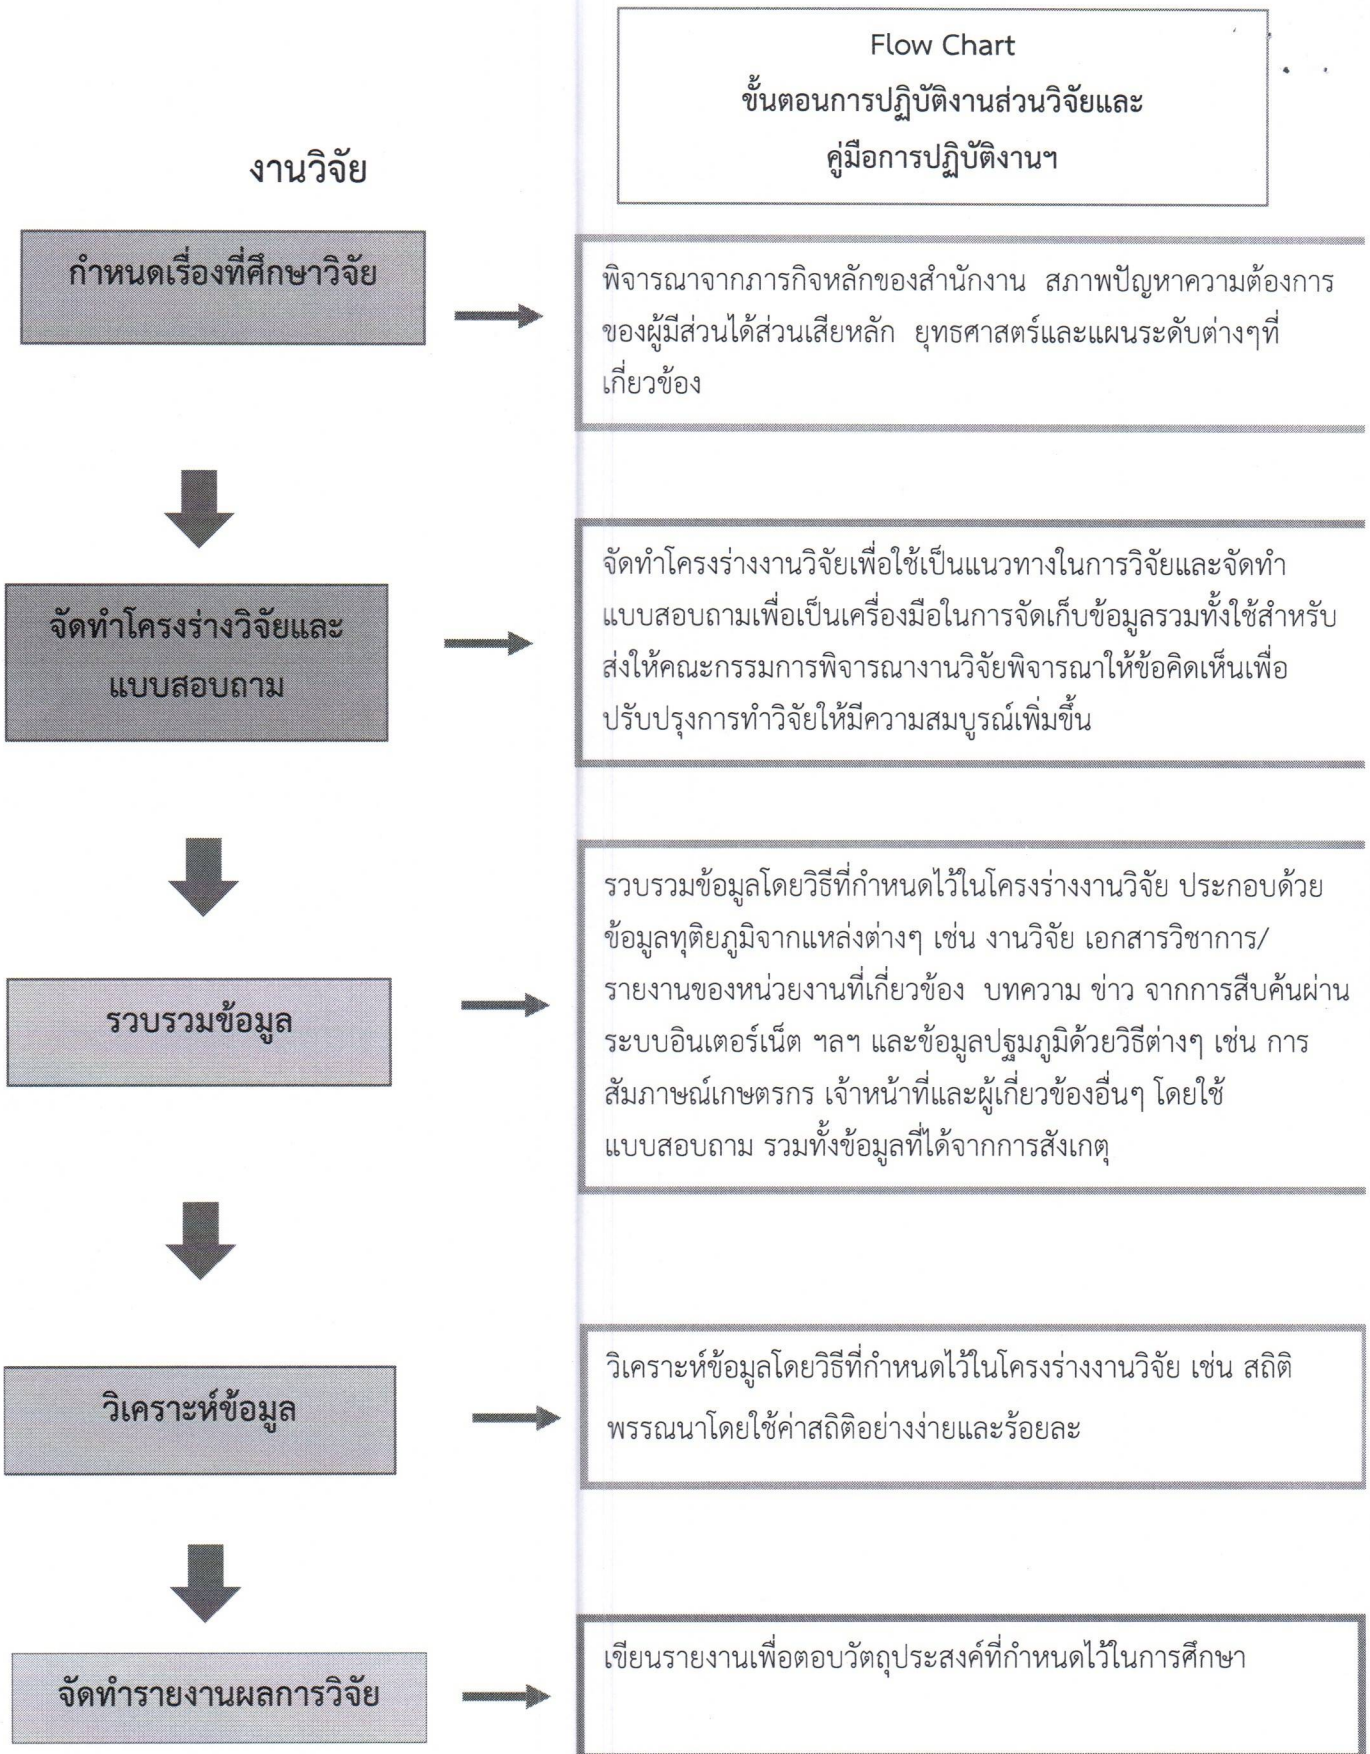 Flow Chart
ขั้นตอนการปฏิบัติงานส่วนวิจัยและ
คู่มือการปฏิบัติงานฯ
งานวิจัย
กำหนดเรื่องที่ศึกษาวิจัย
พิจารณาจากภารกิจหลักของสำนักงาน สภาพปัญหาความต้องการ
ของผู้มีส่วนได้ส่วนเสียหลัก ยุทธศาสตร์และแผนระดับต่างๆที่
เกี่ยวข้อง
จัดทำโครงร่างวิจัยและ
แบบสอบถาม
จัดทำโครงร่างงานวิจัยเพื่อใช้เป็นแนวทางในการวิจัยและจัดทำ
แบบสอบถามเพื่อเป็นเครื่องมือในการจัดเก็บข้อมูลรวมทั้งใช้สำหรับ
ส่งให้คณะกรรมการพิจารณางานวิจัยพิจารณาให้ข้อคิดเห็นเพื่อ
ปรับปรุงการทำวิจัยให้มีความสมบูรณ์เพิ่มขึ้น
รวบรวมข้อมูล
รวบรวมข้อมูลโดยวิธีที่กำหนดไว้ในโครงร่างงานวิจัย ประกอบด้วย
ข้อมูลทุติยภูมิจากแหล่งต่างๆ เช่น งานวิจัย เอกสารวิชาการ/
รายงานของหน่วยงานที่เกี่ยวข้อง บทความ ข่าว จากการสืบค้นผ่าน
ระบบอินเตอร์เน็ต ฯลฯ และข้อมูลปฐมภูมิด้วยวิธีต่างๆ เช่น การ
สัมภาษณ์เกษตรกร เจ้าหน้าที่และผู้เกี่ยวข้องอื่นๆ โดยใช้
แบบสอบถาม รวมทั้งข้อมูลที่ได้จากการสังเกตุ
วิเคราะห์ข้อมูล
วิเคราะห์ข้อมูลโดยวิธีที่กำหนดไว้ในโครงร่างงานวิจัย เช่น สถิติ
พรรณนาโดยใช้ค่าสถิติอย่างง่ายและร้อยละ
จัดทำรายงานผลการวิจัย
เขียนรายงานเพื่อตอบวัตถุประสงค์ที่กำหนดไว้ในการศึกษา